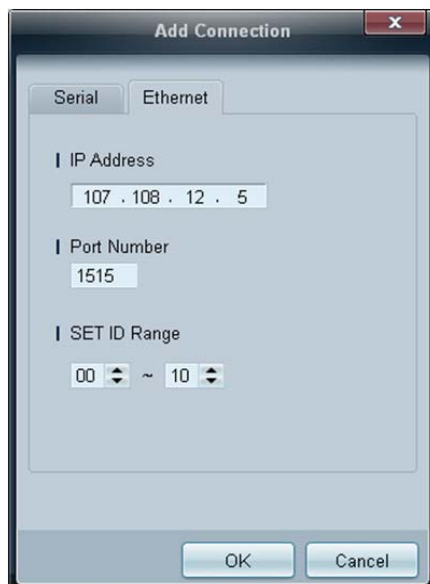 Add Connection
x
Serial Ethernet
IP Address
107 . 108 . 12 . 5
Port Number
1515
SET ID Range
00 ~ 10
OK Cancel